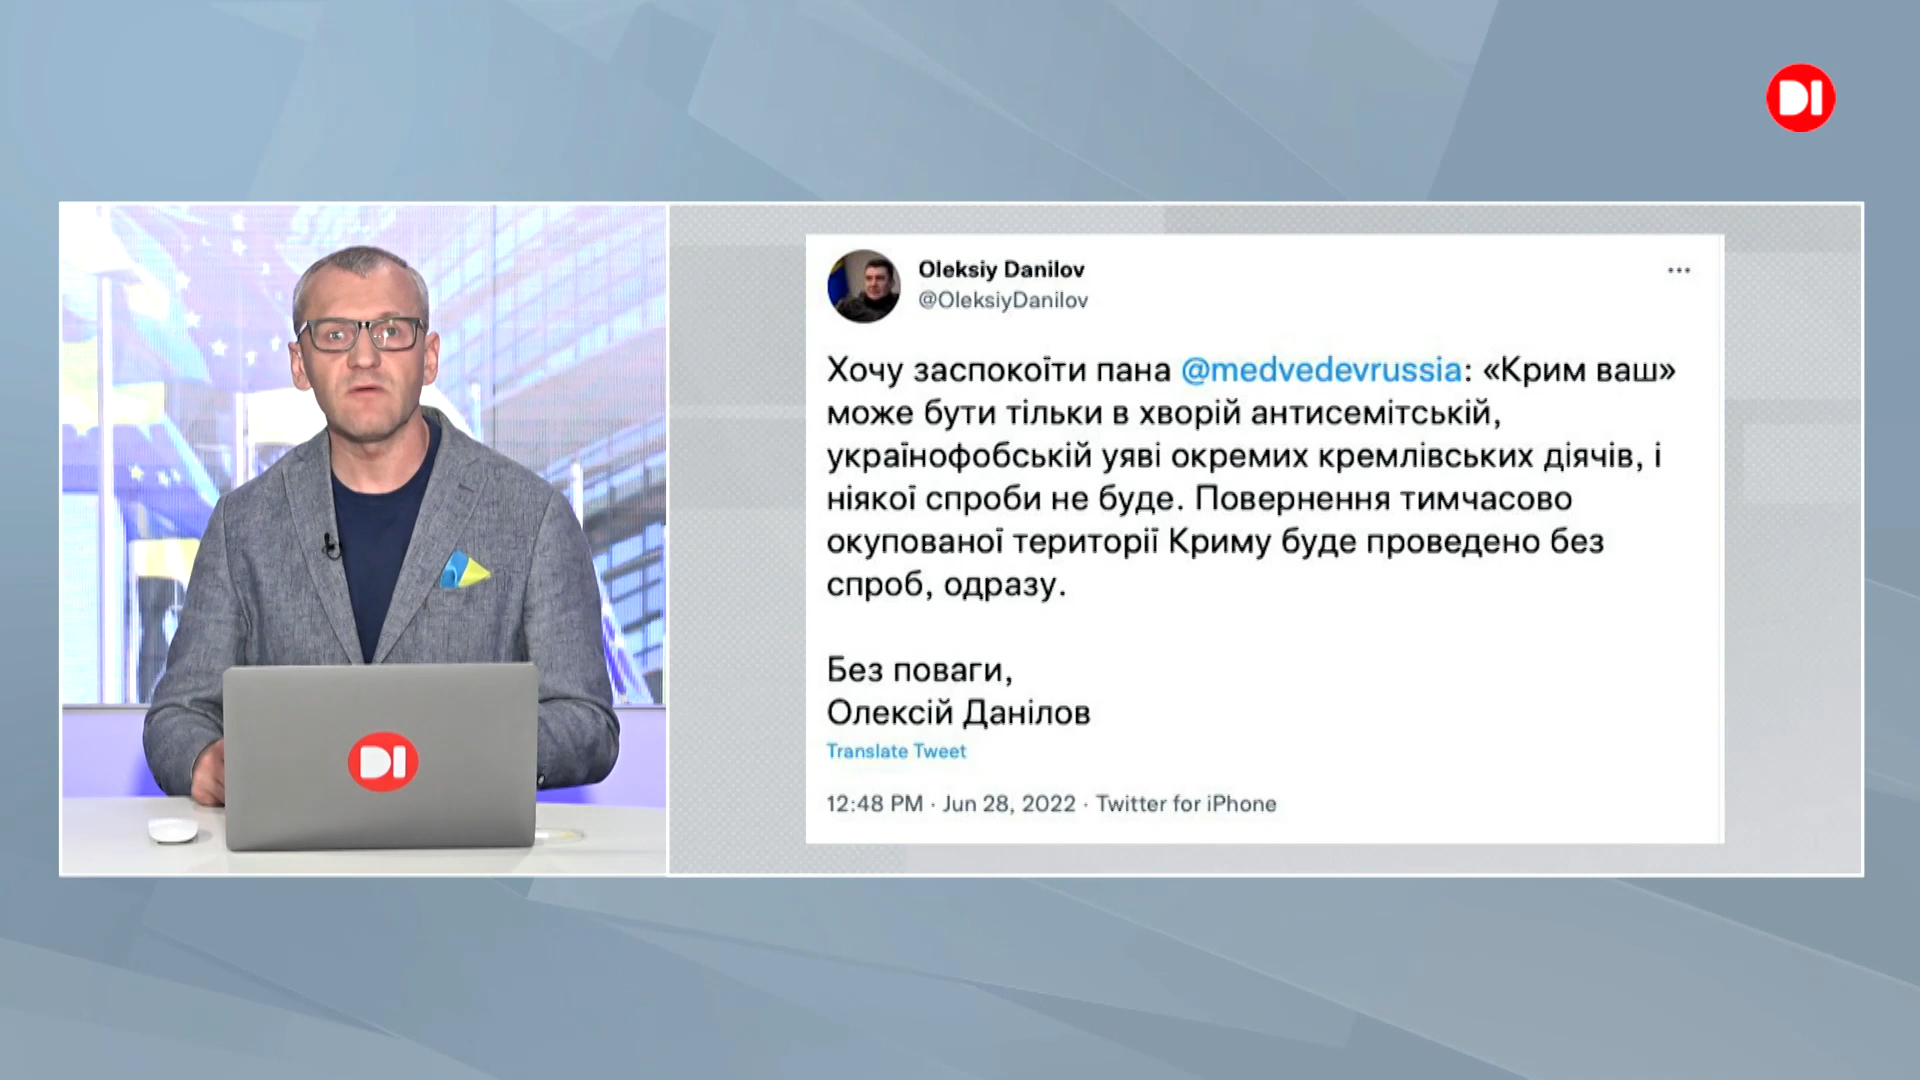 DI
Oleksiy Danilov
@OleksiyDanilov
Хочу заспокоїти пана @medvedevrussia: «Крим ваш»
може бути тільки в хворій антисемітській,
українофобській уяві окремих кремлівських діячів, і
ніякої спроби не буде. Повернення тимчасово
окупованої території Криму буде проведено без
спроб, одразу.
Без поваги,
Олексій Данілов
Translate Tweet
12:48 PM · Jun 28, 2022 · Twitter for iPhone
DI